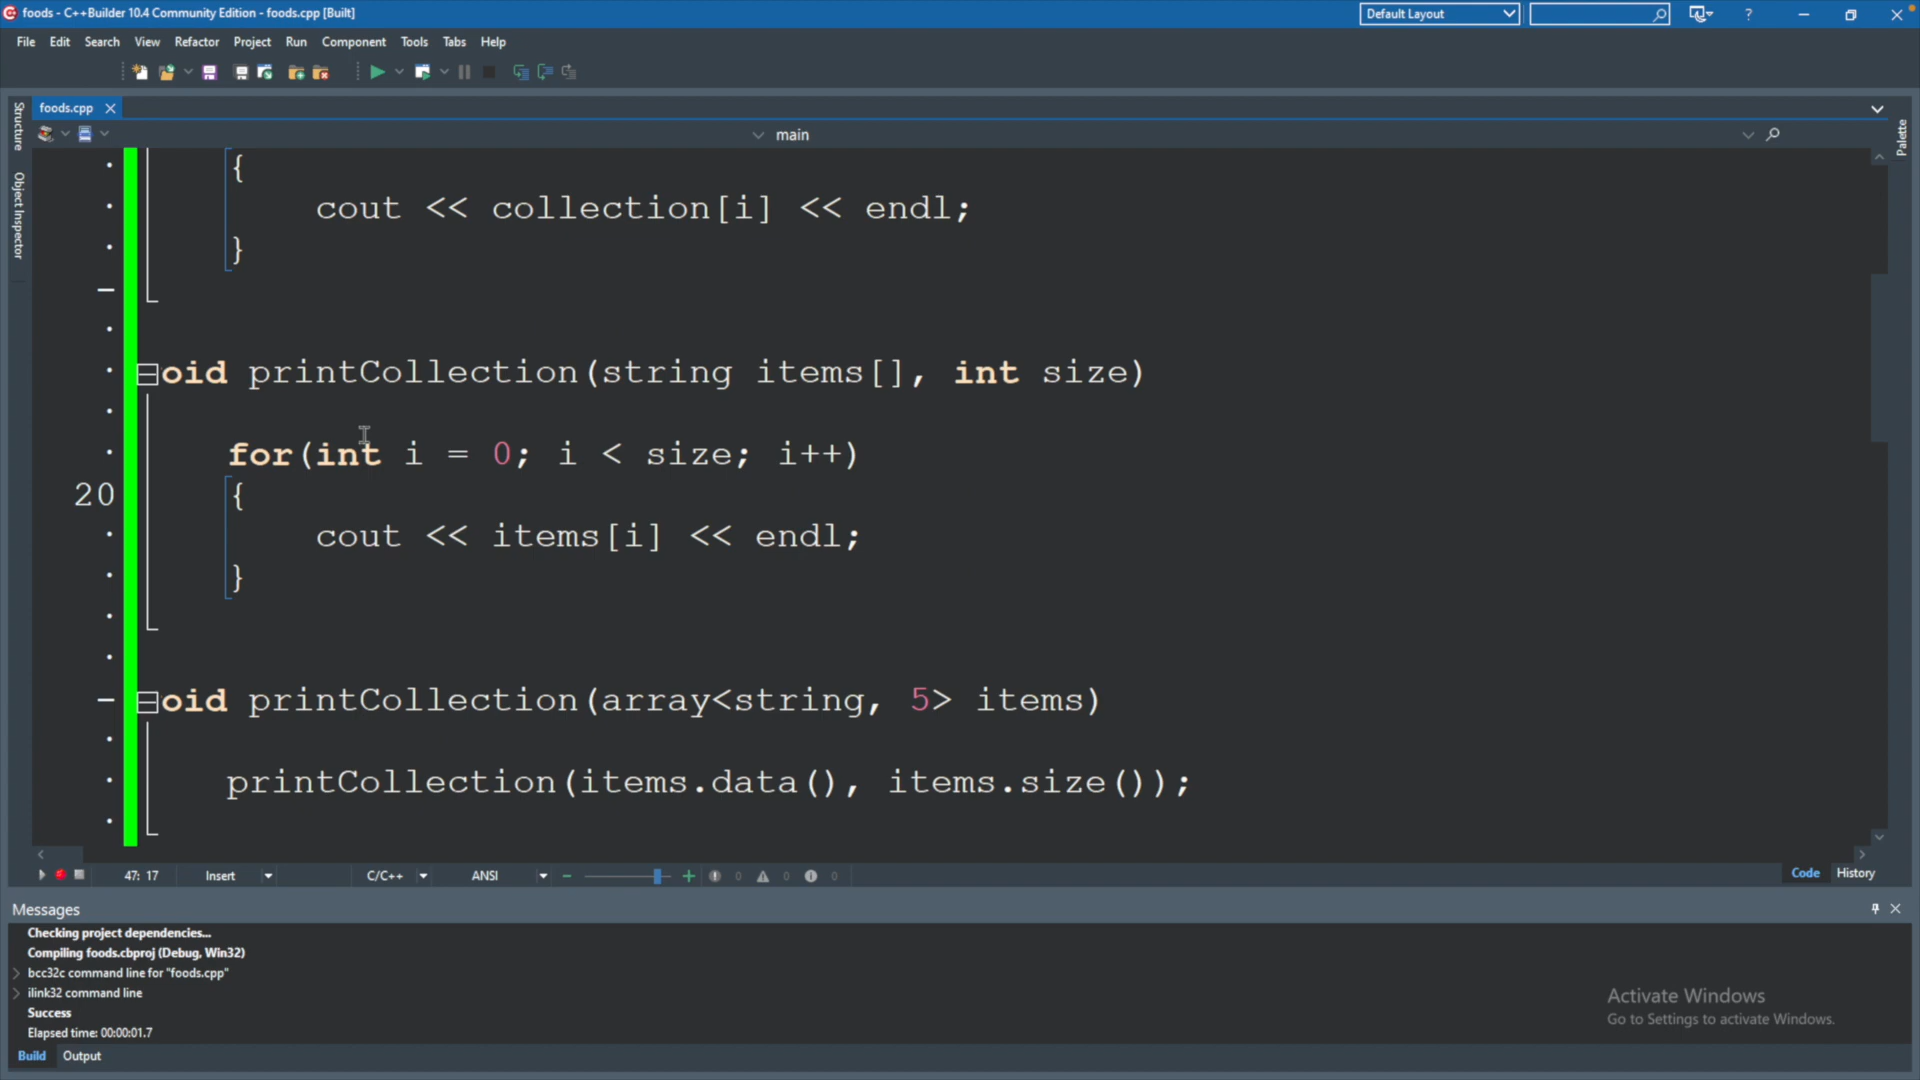 foods - C++Builder 10.4 Community Edition - foods.cpp [Built]
Default Layout
?
File Edit Search View Refactor Project Run Component Tools Tabs Help
foods.cpp
main
Structure
Object Inspector
Palette
{
cout << collection[i] << endl;
}
oid printCollection(string items[], int size)
for(int i = 0; i < size; i++)
20 {
cout << items[i] << endl;
}
oid printCollection(array<string, 5> items)
printCollection(items.data(), items.size());
47: 17 Insert C/C++ ANSI 0 0 0
Code History
Messages
Checking project dependencies...
Compiling foods.cbproj (Debug, Win32)
bcc32c command line for "foods.cpp"
ilink32 command line
Success
Elapsed time: 00:00:01.7
Build Output
Activate Windows
Go to Settings to activate Windows.